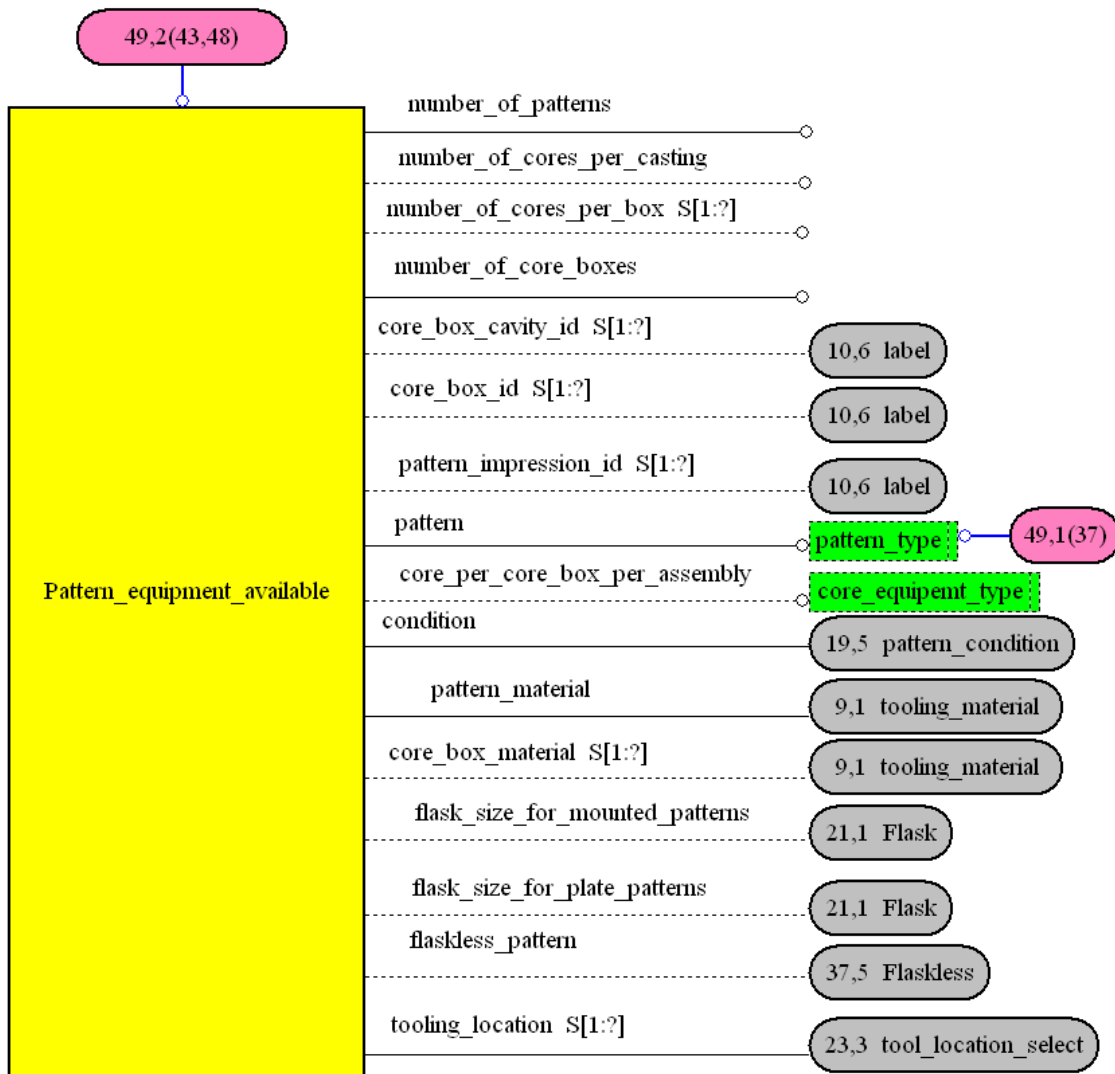 49,2(43,48)
number_of_patterns
number_of_cores_per_casting
number_of_cores_per_box S[1:?]
number_of_core_boxes
core_box_cavity_id S[1:?]
10,6 label
core_box_id S[1:?]
10,6 label
pattern_impression_id S[1:?]
10,6 label
pattern
pattern_type
49,1(37)
Pattern_equipment_available
core_per_core_box_per_assembly
core_equipemt_type
condition
19,5 pattern_condition
pattern_material
9,1 tooling_material
core_box_material S[1:?]
9,1 tooling_material
flask_size_for_mounted_patterns
21,1 Flask
flask_size_for_plate_patterns
21,1 Flask
flaskless_pattern
37,5 Flaskless
tooling_location S[1:?]
23,3 tool_location_select